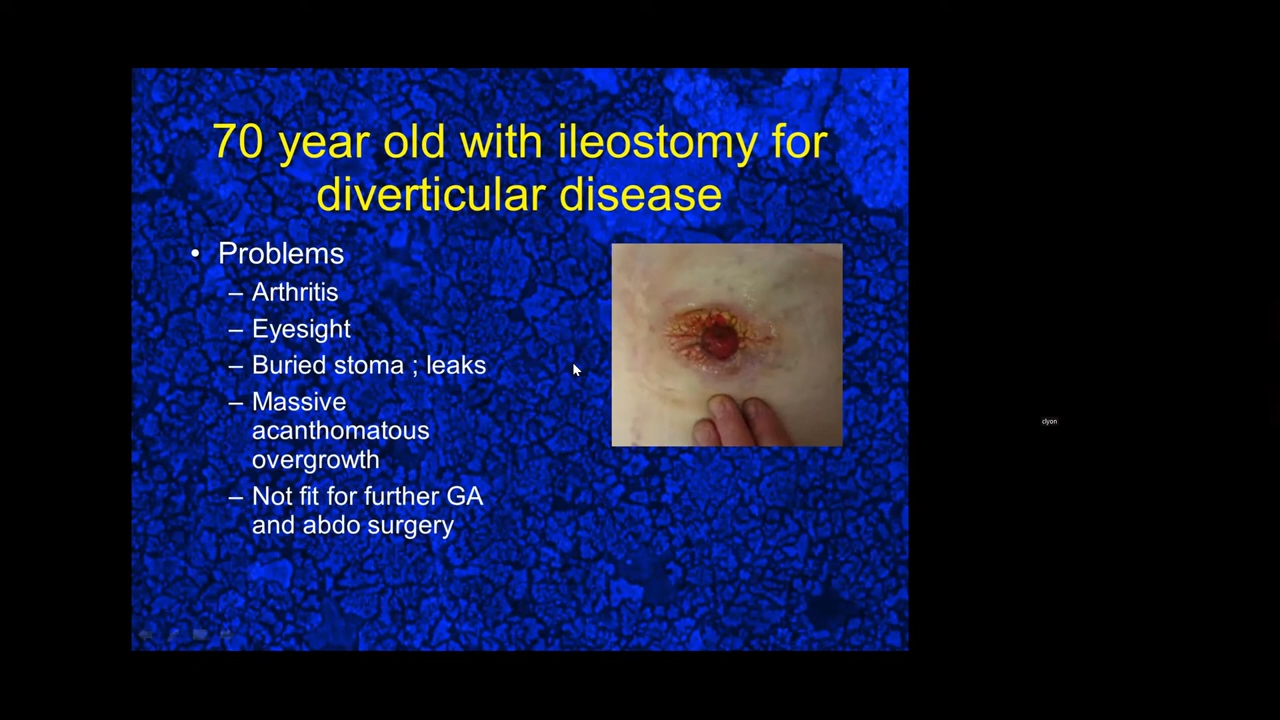 70 year old with ileostomy for
diverticular disease
• Problems
– Arthritis
– Eyesight
– Buried stoma ; leaks
– Massive
acanthomatous
overgrowth
– Not fit for further GA
and abdo surgery
clyon